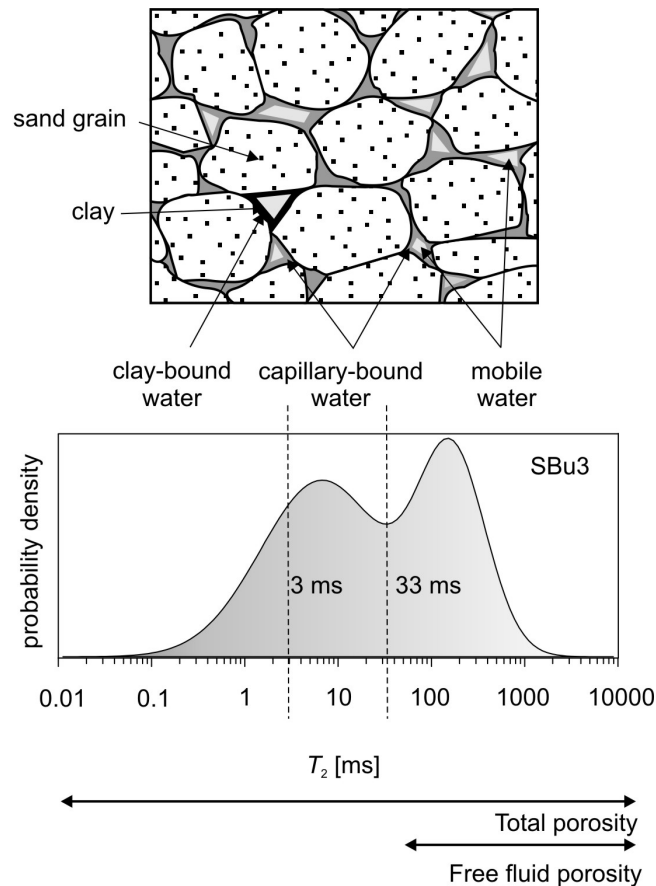 sand grain
clay
clay-bound
water
capillary-bound
water
mobile
water
probability density
SBu3
3 ms
33 ms
0.01
0.1
1
10
100
1000
10000
T₂ [ms]
Total porosity
Free fluid porosity